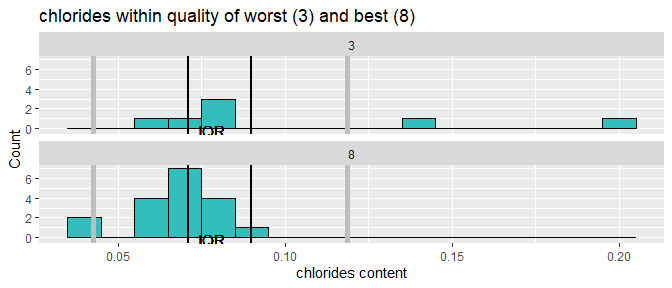 chlorides within quality of worst (3) and best (8)
3
6
4
2
0
IQR
8
6
4
2
0
IQR
Count
0.05 0.10 0.15 0.20
chlorides content